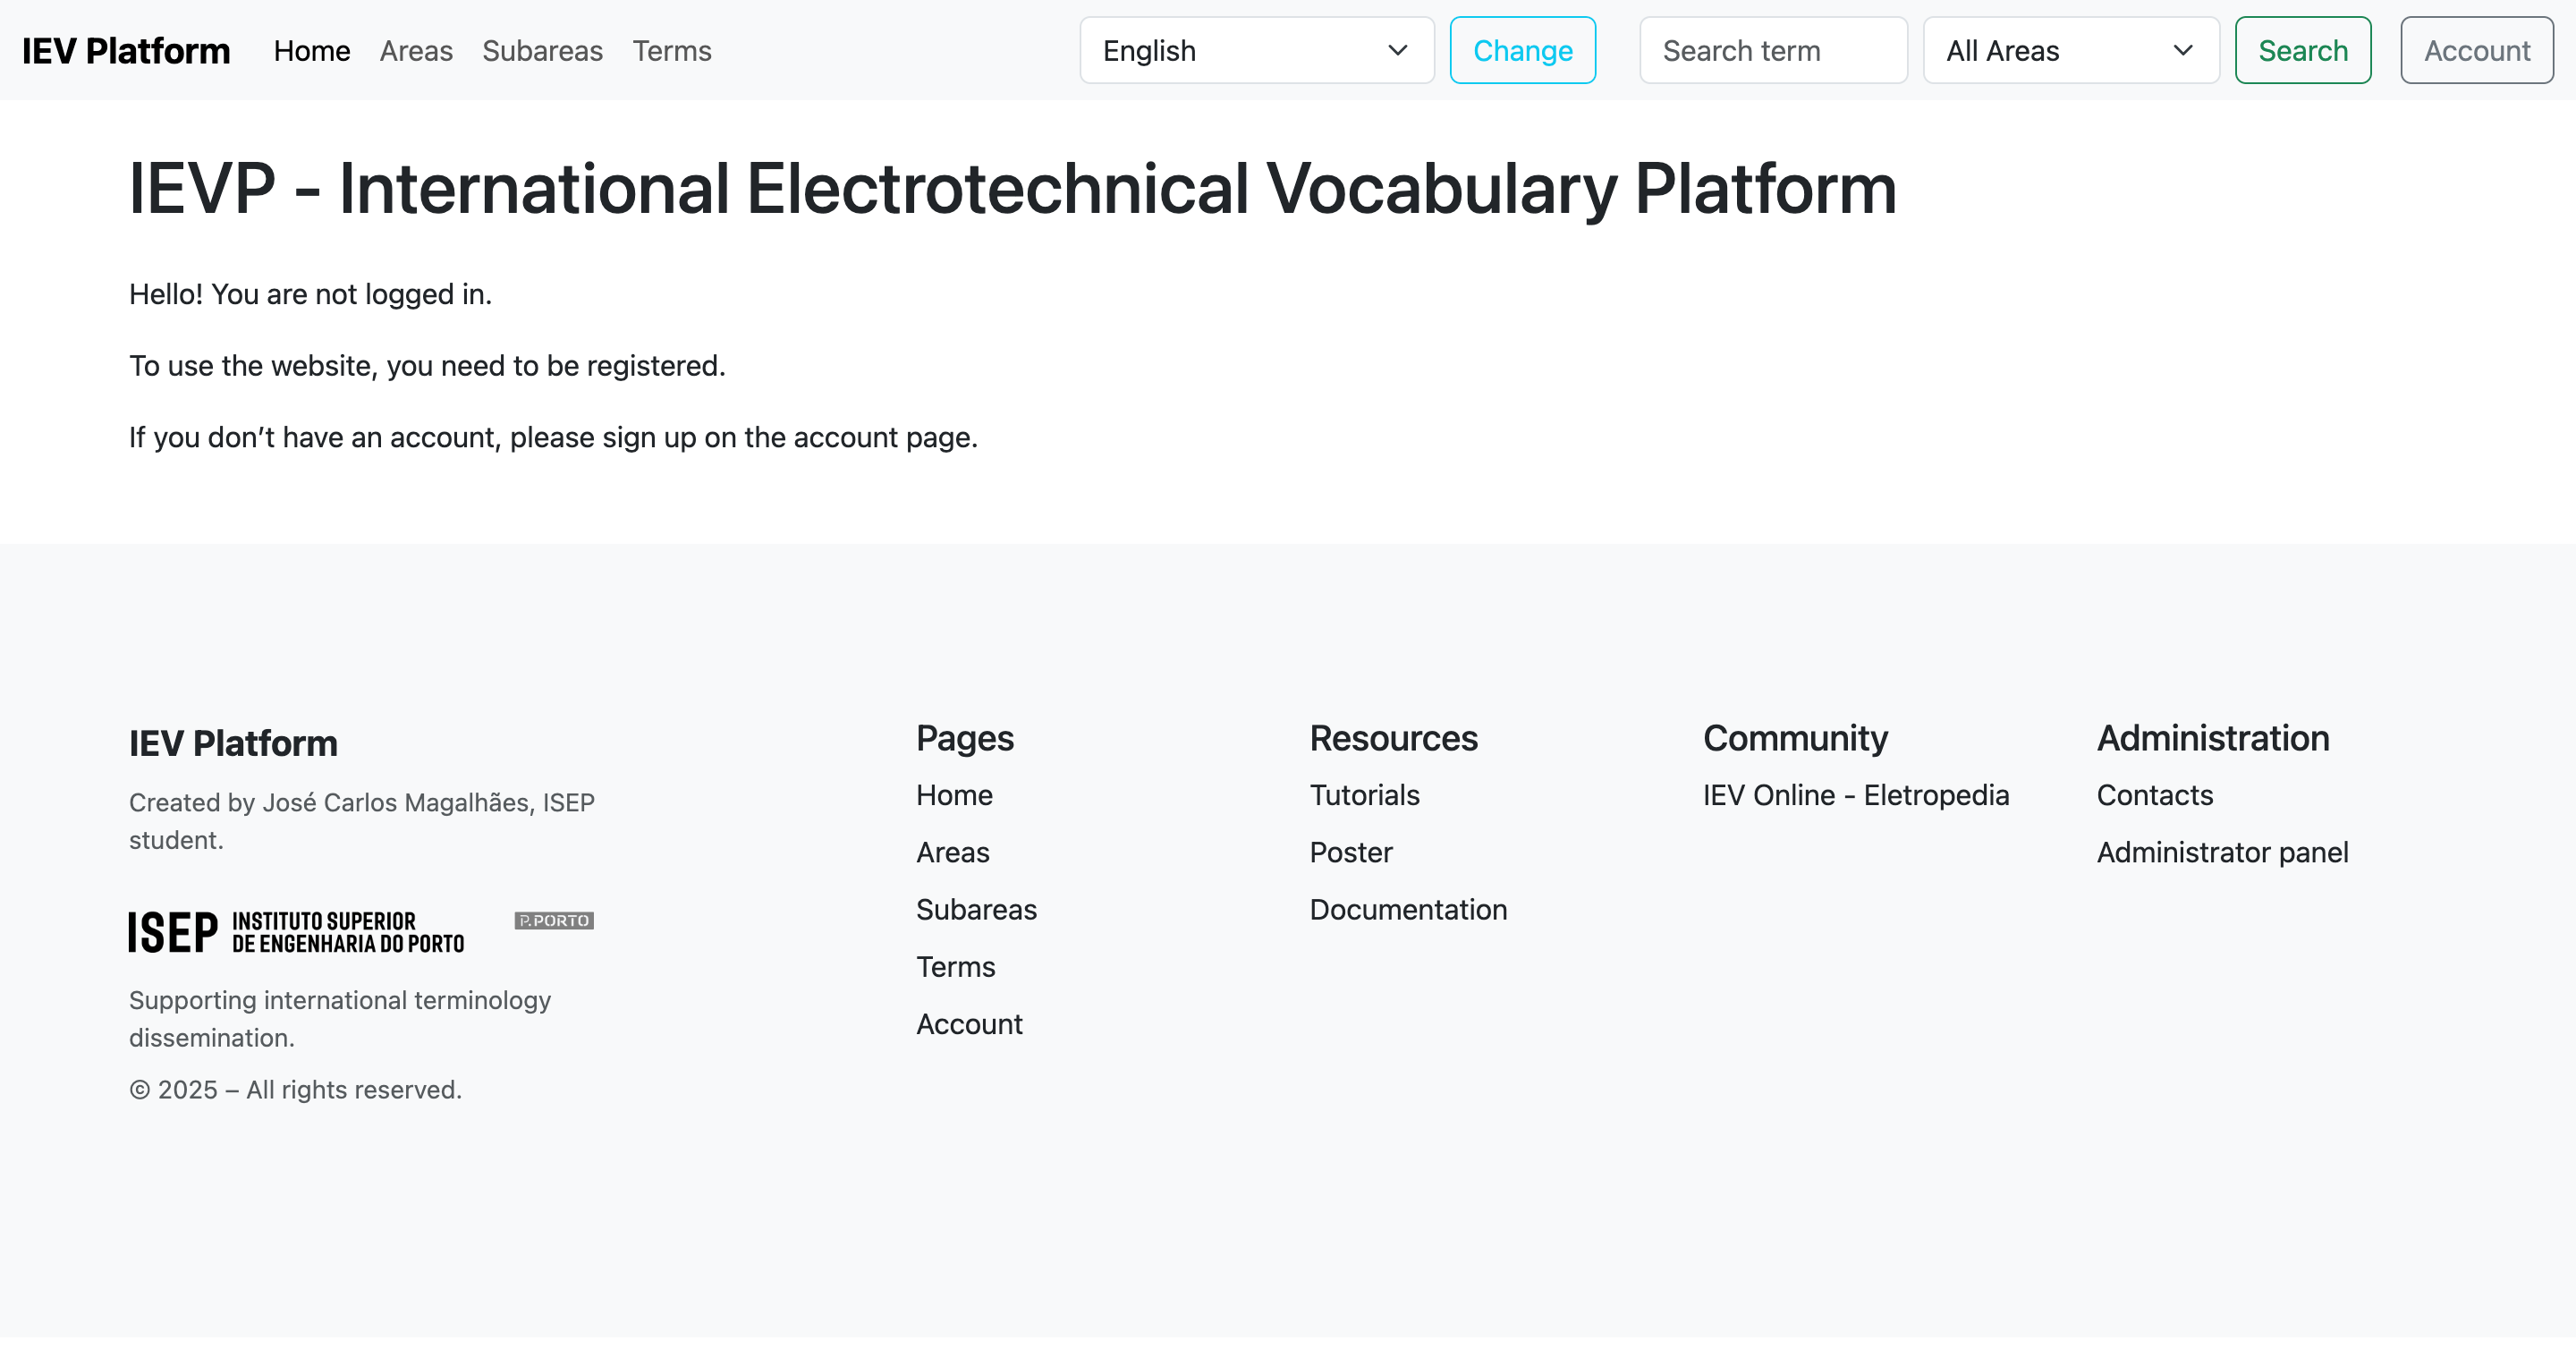 IEV Platform Home Areas Subareas Terms English Change Search term All Areas Search Account
IEVP - International Electrotechnical Vocabulary Platform
Hello! You are not logged in.
To use the website, you need to be registered.
If you don’t have an account, please sign up on the account page.
IEV Platform
Created by José Carlos Magalhães, ISEP
student.
ISEP INSTITUTO SUPERIOR
DE ENGENHARIA DO PORTO
P.PORTO
Supporting international terminology
dissemination.
© 2025 – All rights reserved.
Pages
Home
Areas
Subareas
Terms
Account
Resources
Tutorials
Poster
Documentation
Community
IEV Online - Eletropedia
Administration
Contacts
Administrator panel